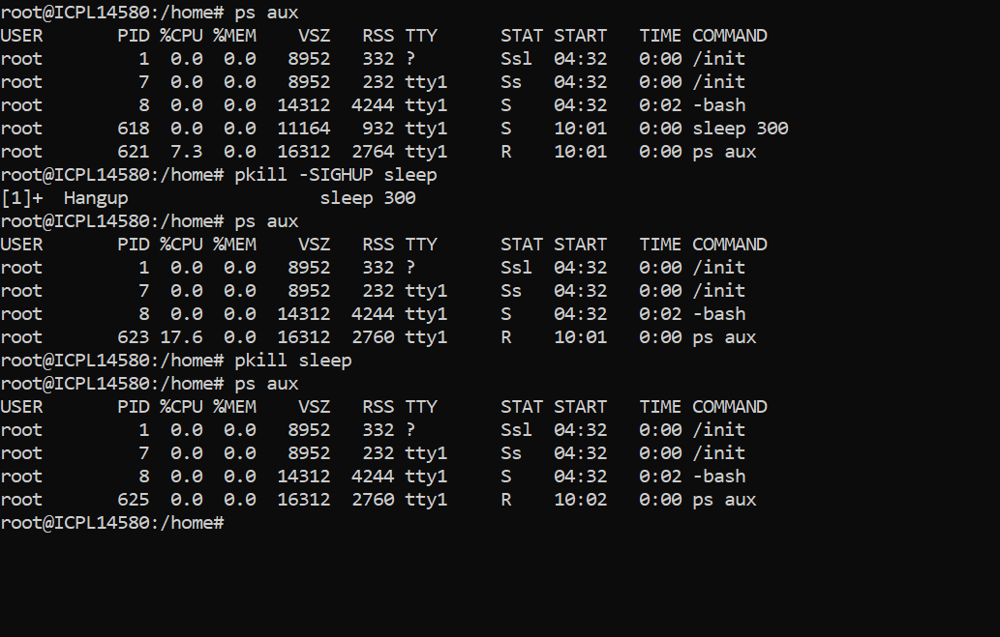 root@ICPL14580:/home# ps aux
USER       PID %CPU %MEM    VSZ   RSS TTY      STAT START   TIME COMMAND
root         1  0.0  0.0   8952   332 ?        Ssl  04:32   0:00 /init
root         7  0.0  0.0   8952   232 tty1     Ss   04:32   0:00 /init
root         8  0.0  0.0  14312  4244 tty1     S    04:32   0:02 -bash
root       618  0.0  0.0  11164   932 tty1     S    10:01   0:00 sleep 300
root       621  7.3  0.0  16312  2764 tty1     R    10:01   0:00 ps aux
root@ICPL14580:/home# pkill -SIGHUP sleep
[1]+  Hangup                  sleep 300
root@ICPL14580:/home# ps aux
USER       PID %CPU %MEM    VSZ   RSS TTY      STAT START   TIME COMMAND
root         1  0.0  0.0   8952   332 ?        Ssl  04:32   0:00 /init
root         7  0.0  0.0   8952   232 tty1     Ss   04:32   0:00 /init
root         8  0.0  0.0  14312  4244 tty1     S    04:32   0:02 -bash
root       623 17.6  0.0  16312  2760 tty1     R    10:01   0:00 ps aux
root@ICPL14580:/home# pkill sleep
root@ICPL14580:/home# ps aux
USER       PID %CPU %MEM    VSZ   RSS TTY      STAT START   TIME COMMAND
root         1  0.0  0.0   8952   332 ?        Ssl  04:32   0:00 /init
root         7  0.0  0.0   8952   232 tty1     Ss   04:32   0:00 /init
root         8  0.0  0.0  14312  4244 tty1     S    04:32   0:02 -bash
root       625  0.0  0.0  16312  2760 tty1     R    10:02   0:00 ps aux
root@ICPL14580:/home#